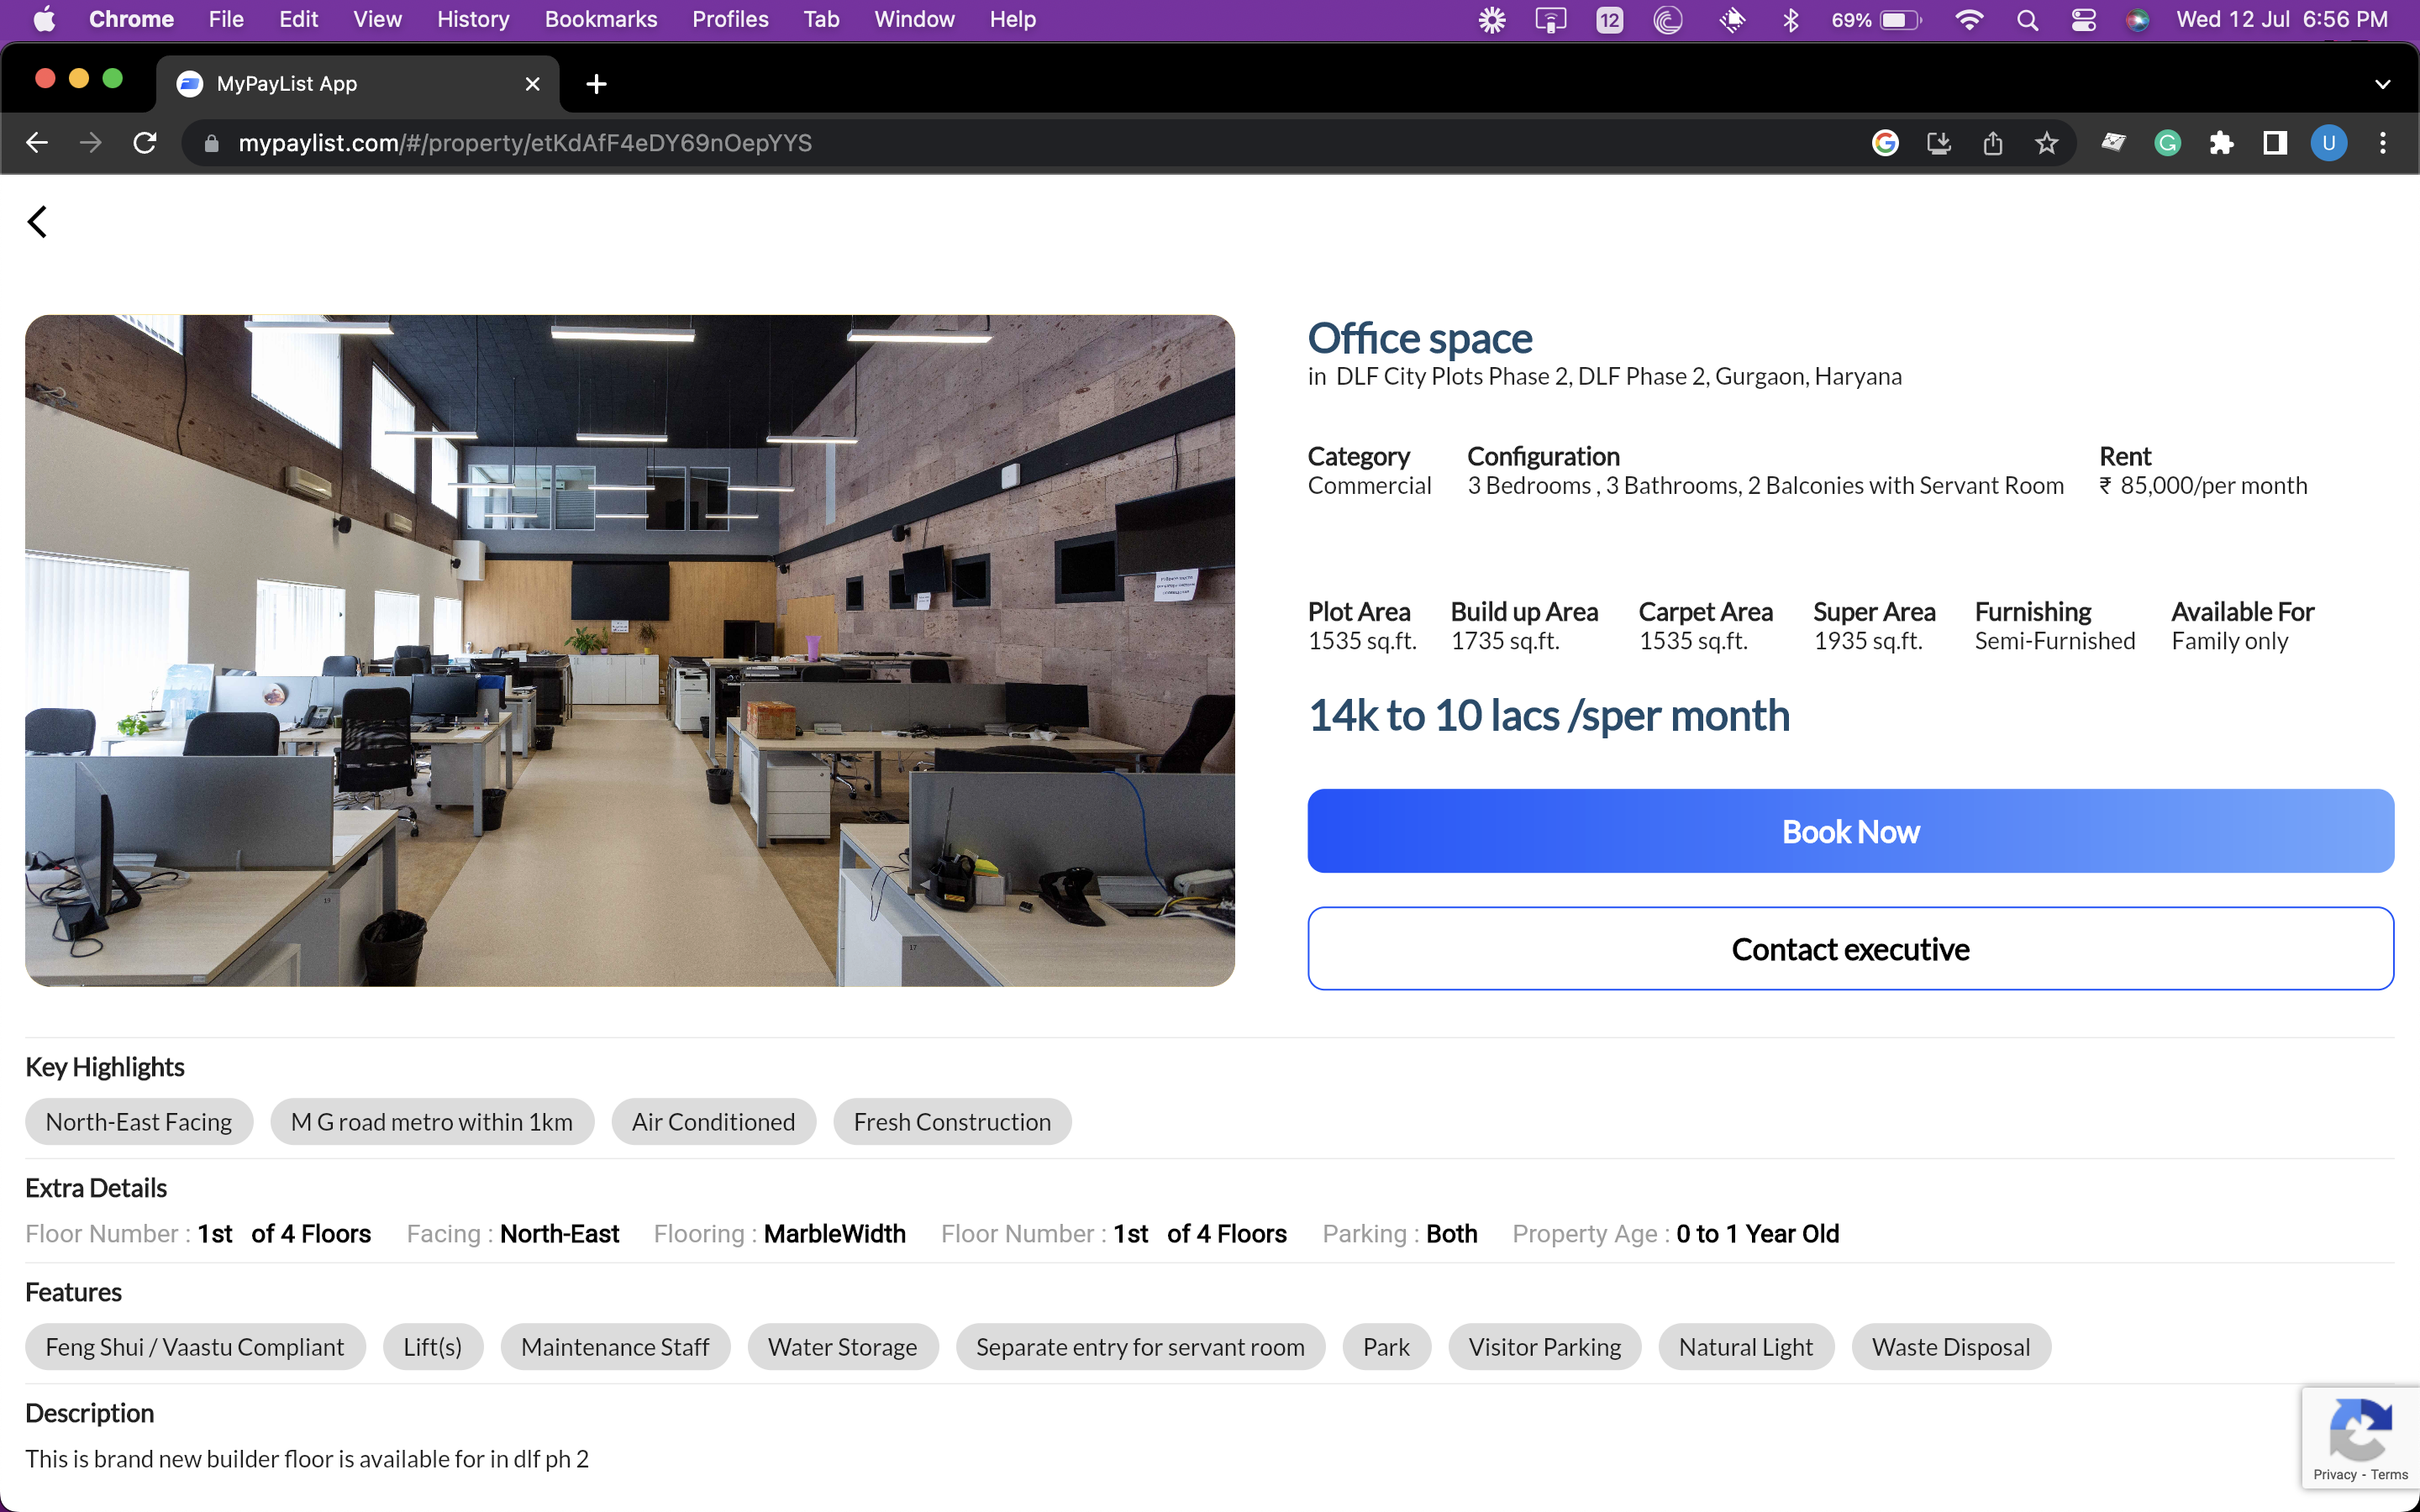 Chrome File Edit View History Bookmarks Profiles Tab Window Help 12 69% Wed 12 Jul 6:56 PM
MyPayList App
mypaylist.com/#/property/etKdAfF4eDY69nOepYYS U
Office space
in DLF City Plots Phase 2, DLF Phase 2, Gurgaon, Haryana
Category Configuration Rent
Commercial 3 Bedrooms , 3 Bathrooms, 2 Balconies with Servant Room ₹ 85,000/per month
Plot Area Build up Area Carpet Area Super Area Furnishing Available For
1535 sq.ft. 1735 sq.ft. 1535 sq.ft. 1935 sq.ft. Semi-Furnished Family only
14k to 10 lacs /sper month
Book Now
Contact executive
19
17
Key Highlights
North-East Facing M G road metro within 1km Air Conditioned Fresh Construction
Extra Details
Floor Number : 1st of 4 Floors Facing : North-East Flooring : MarbleWidth Floor Number : 1st of 4 Floors Parking : Both Property Age : 0 to 1 Year Old
Features
Feng Shui / Vaastu Compliant Lift(s) Maintenance Staff Water Storage Separate entry for servant room Park Visitor Parking Natural Light Waste Disposal
Description
This is brand new builder floor is available for in dlf ph 2
Privacy - Terms